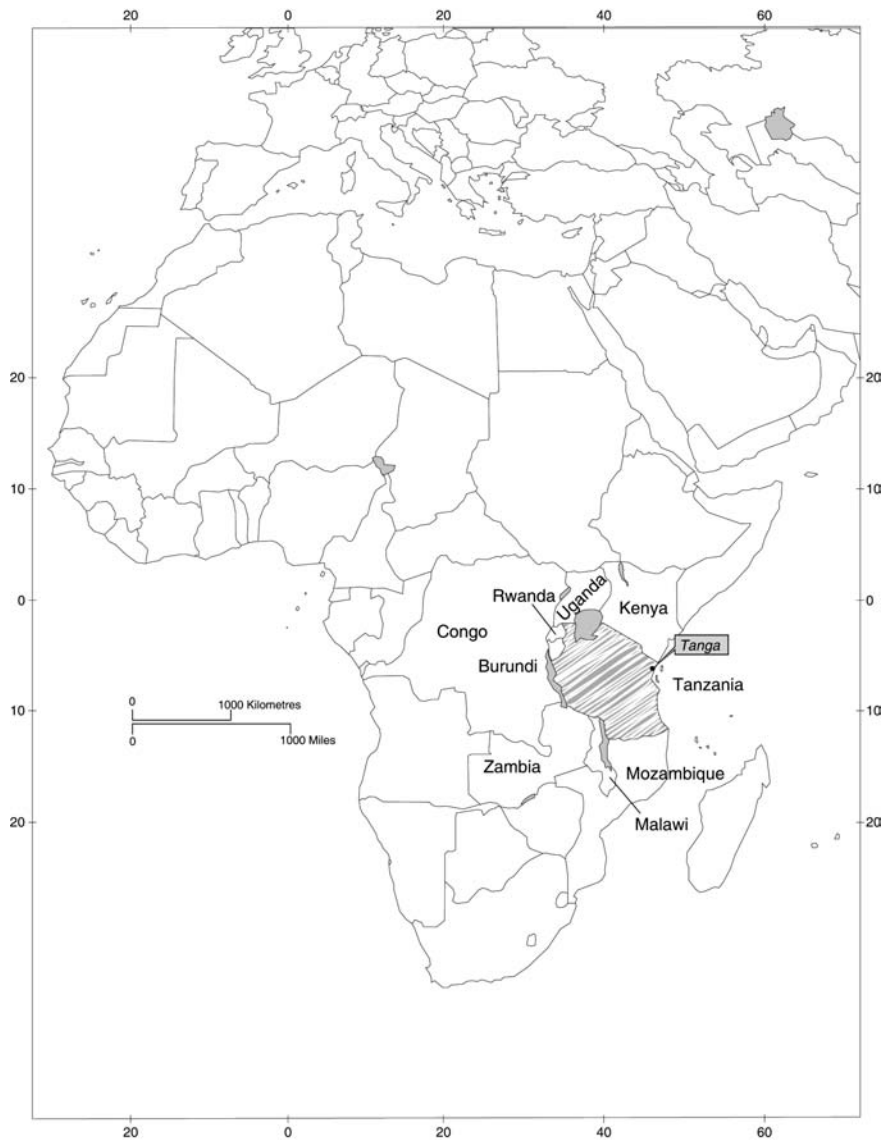 20 0 20 40 60
20 20
10 10
Uganda
Rwanda
0 0
Kenya
Congo
Tanga
Burundi
Tanzania
0 1000 Kilometres
10 10
0 1000 Miles
Zambia
Mozambique
20 20
Malawi
20 0 20 40 60